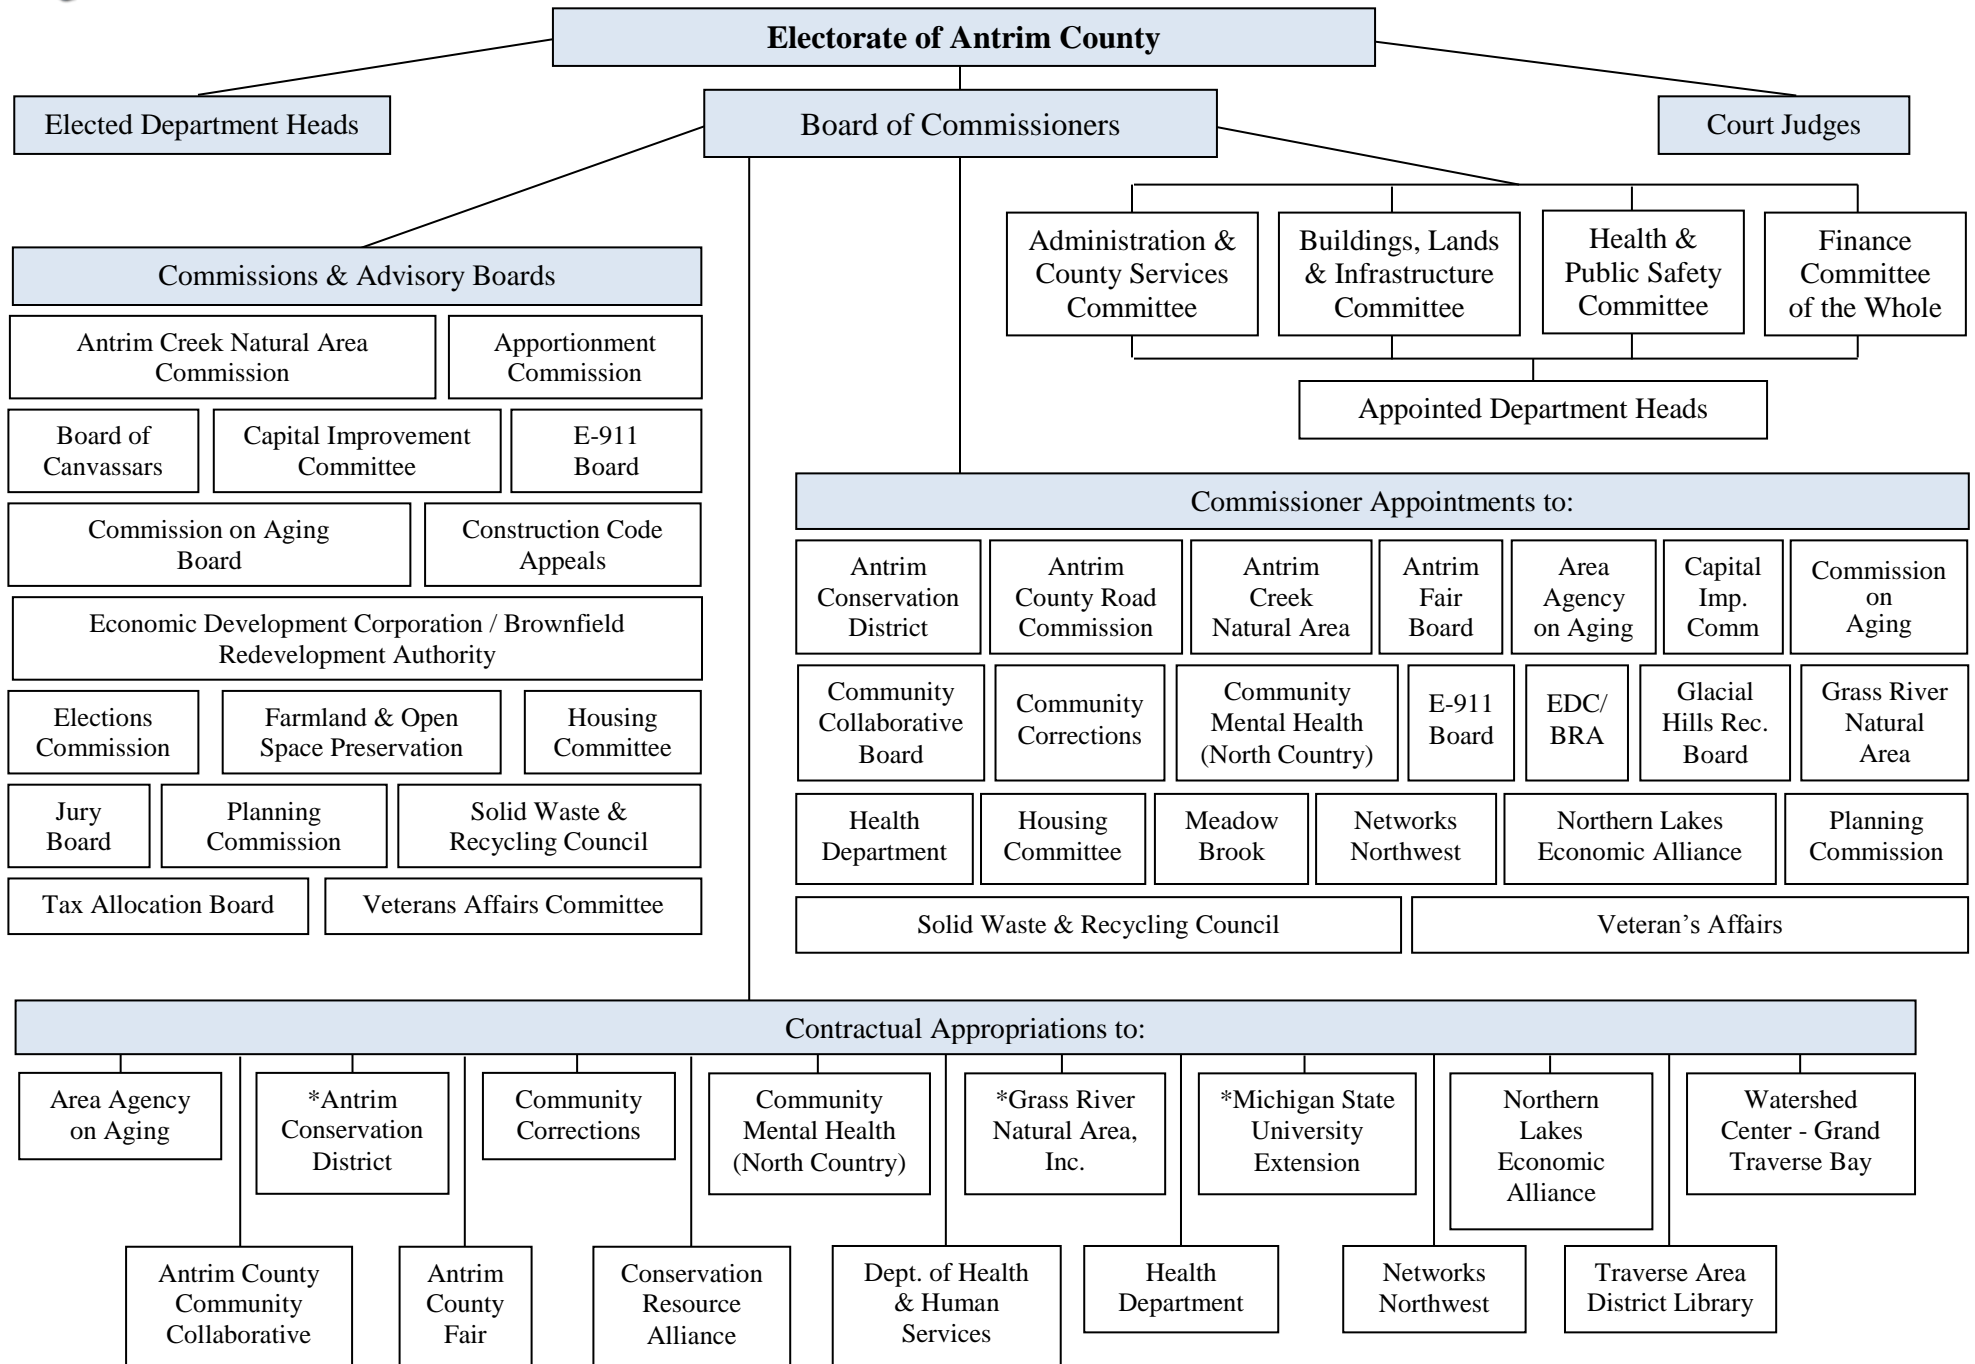 Electorate of Antrim County
Elected Department Heads
Board of Commissioners
Court Judges
Administration &
County Services
Committee
Buildings, Lands
& Infrastructure
Committee
Health &
Public Safety
Committee
Finance
Committee
of the Whole
Appointed Department Heads
Commissions & Advisory Boards
Antrim Creek Natural Area
Commission
Apportionment
Commission
Board of
Canvassars
Capital Improvement
Committee
E-911
Board
Commission on Aging
Board
Construction Code
Appeals
Economic Development Corporation / Brownfield
Redevelopment Authority
Elections
Commission
Farmland & Open
Space Preservation
Housing
Committee
Jury
Board
Planning
Commission
Solid Waste &
Recycling Council
Tax Allocation Board
Veterans Affairs Committee
Commissioner Appointments to:
Antrim
Conservation
District
Antrim
County Road
Commission
Antrim
Creek
Natural Area
Antrim
Fair
Board
Area
Agency
on Aging
Capital
Imp.
Comm
Commission
on
Aging
Community
Collaborative
Board
Community
Corrections
Community
Mental Health
(North Country)
E-911
Board
EDC/
BRA
Glacial
Hills Rec.
Board
Grass River
Natural
Area
Health
Department
Housing
Committee
Meadow
Brook
Networks
Northwest
Northern Lakes
Economic Alliance
Planning
Commission
Solid Waste & Recycling Council
Veteran’s Affairs
Contractual Appropriations to:
Area Agency
on Aging
*Antrim
Conservation
District
Community
Corrections
Community
Mental Health
(North Country)
*Grass River
Natural Area,
Inc.
*Michigan State
University
Extension
Northern
Lakes
Economic
Alliance
Watershed
Center - Grand
Traverse Bay
Antrim County
Community
Collaborative
Antrim
County
Fair
Conservation
Resource
Alliance
Dept. of Health
& Human
Services
Health
Department
Networks
Northwest
Traverse Area
District Library